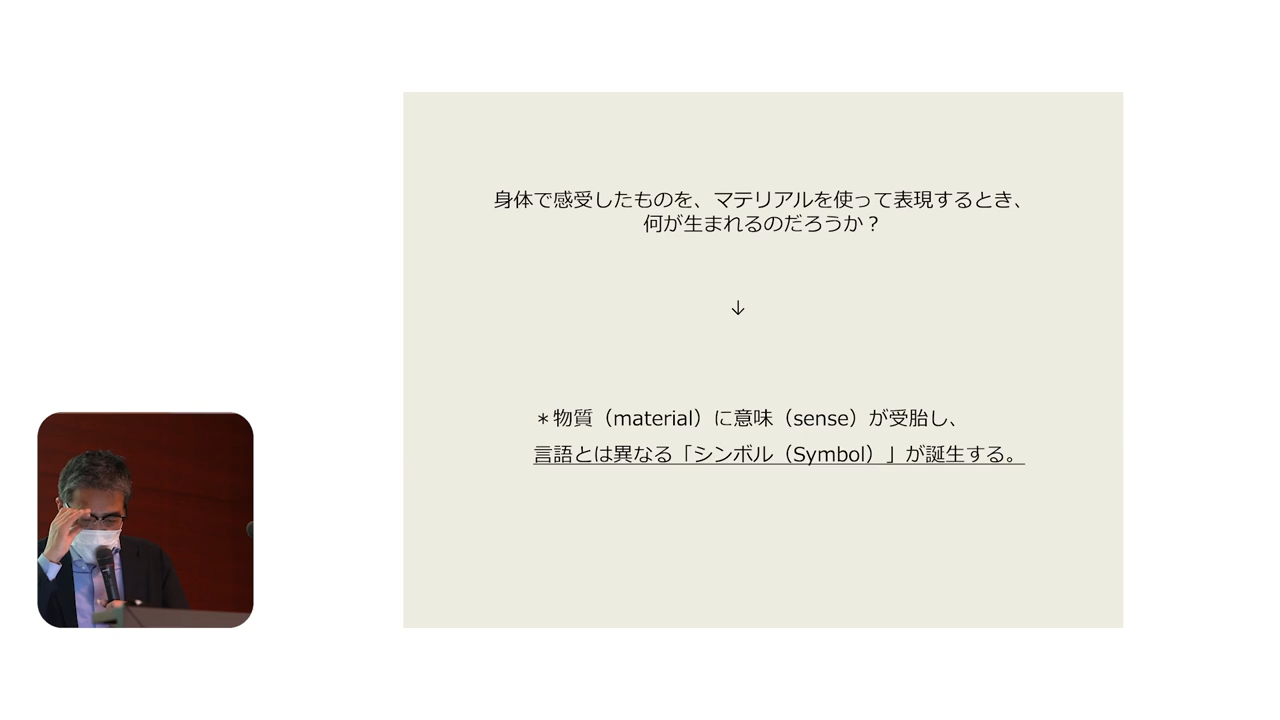 身体で感受したものを、マテリアルを使って表現するとき、
何が生まれるのだろうか？
↓
＊物質（material）に意味（sense）が受胎し、
言語とは異なる「シンボル（Symbol）」が誕生する。